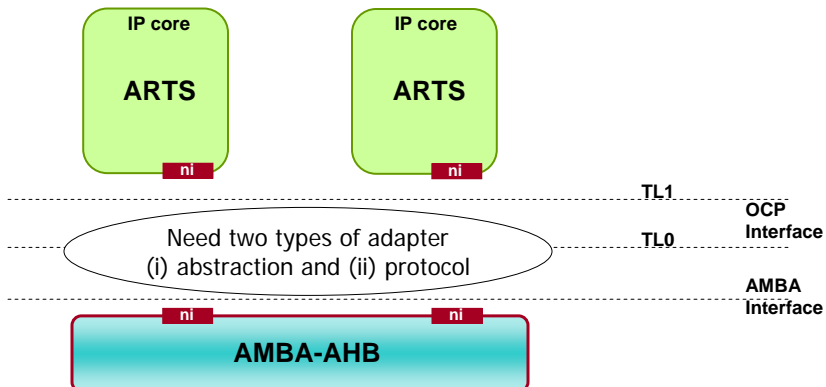 IP core
ARTS
ni
IP core
ARTS
ni
TL1
OCP
Interface
TL0
Need two types of adapter
(i) abstraction and (ii) protocol
AMBA
Interface
ni
ni
AMBA-AHB